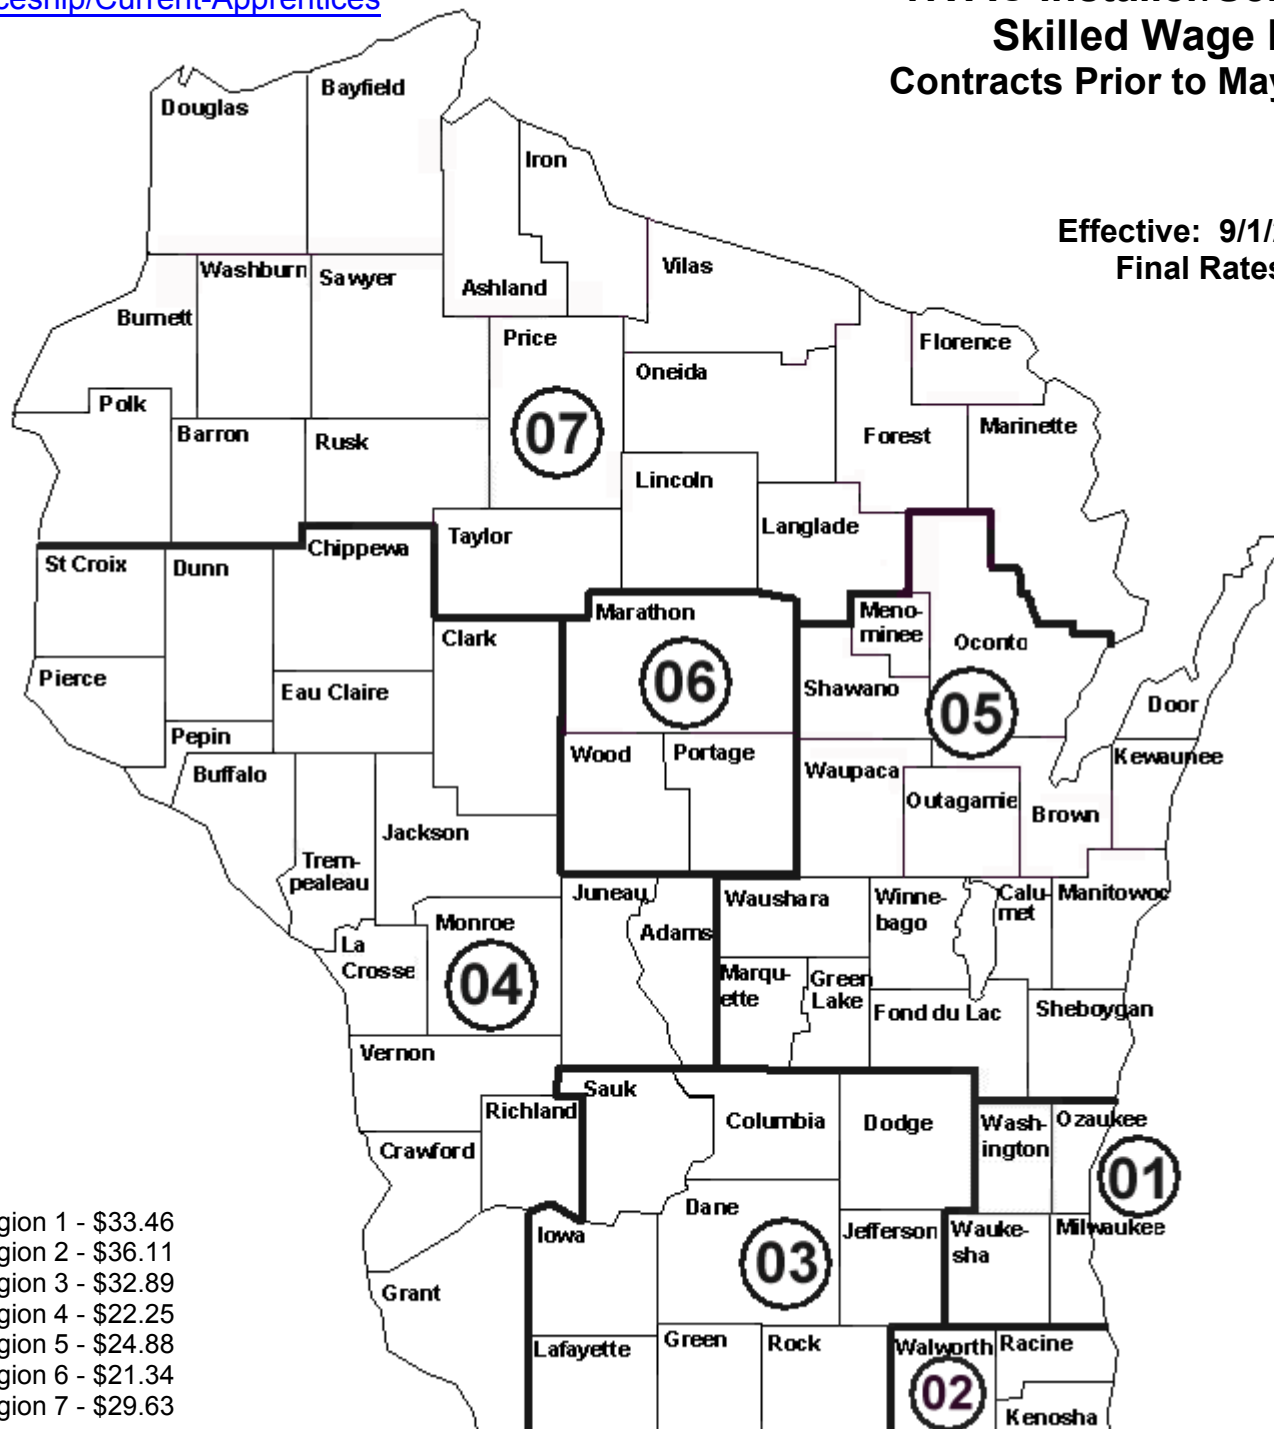 ceship/Current-Apprentices
Skilled Wage
Contracts Prior to May
Effective: 9/1/
Final Rates
Douglas
Bayfield
Iron
Vilas
Washburn
Sawyer
Ashland
Burnett
Price
Florence
Oneida
Polk
Barron
Rusk
07
Forest
Marinette
Lincoln
Langlade
Taylor
Chippewa
St Croix
Dunn
Marathon
Meno-
minee
Clark
Oconto
Pierce
Eau Claire
06
Shawano
05
Door
Pepin
Buffalo
Wood
Portage
Waupaca
Kewaunee
Outagamie
Brown
Jackson
Trem-
pealeau
Juneau
Waushara
Winne-
bago
Calu-
met
Manitowoc
Monroe
Adams
La
Crosse
04
Marqu-
ette
Green
Lake
Fond du Lac
Sheboygan
Vernon
Sauk
Richland
Columbia
Dodge
Wash-
ington
Ozaukee
Crawford
01
Dane
Iowa
Jefferson
Wauke-
sha
Milwaukee
03
Grant
Lafayette
Green
Rock
Walworth
Racine
02
Kenosha
gion 1 - $33.46
gion 2 - $36.11
gion 3 - $32.89
gion 4 - $22.25
gion 5 - $24.88
gion 6 - $21.34
gion 7 - $29.63